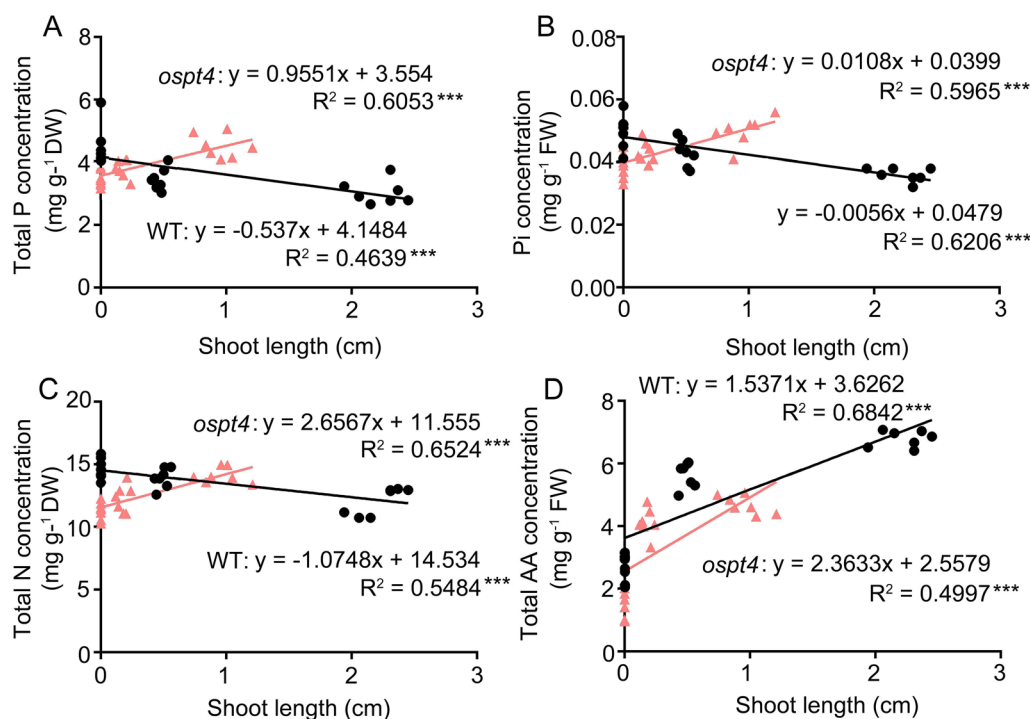 A
Total P concentration
(mg g⁻¹ DW)
8
6
4
2
0
ospt4: y = 0.9551x + 3.554
R² = 0.6053***
WT: y = -0.537x + 4.1484
R² = 0.4639***
0 1 2 3
Shoot length (cm)
B
Pi concentration
(mg g⁻¹ FW)
0.08
0.06
0.04
0.02
0.00
ospt4: y = 0.0108x + 0.0399
R² = 0.5965***
y = -0.0056x + 0.0479
R² = 0.6206***
0 1 2 3
Shoot length (cm)
C
Total N concentration
(mg g⁻¹ DW)
20
15
10
5
0
ospt4: y = 2.6567x + 11.555
R² = 0.6524***
WT: y = -1.0748x + 14.534
R² = 0.5484***
0 1 2 3
Shoot length (cm)
D
Total AA concentration
(mg g⁻¹ FW)
8
6
4
2
0
WT: y = 1.5371x + 3.6262
R² = 0.6842***
ospt4: y = 2.3633x + 2.5579
R² = 0.4997***
0 1 2 3
Shoot length (cm)